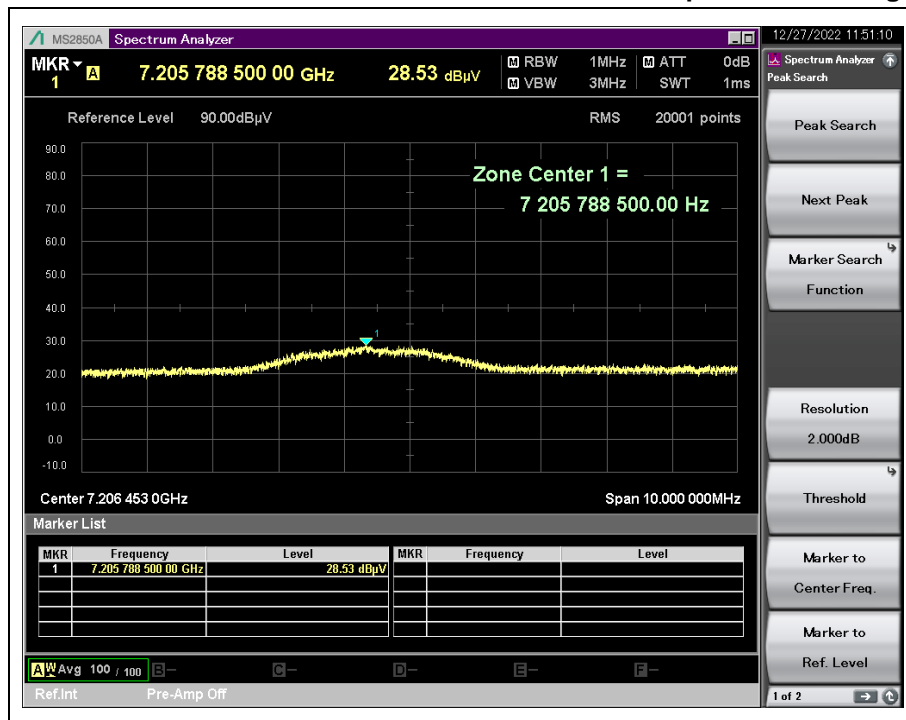 MS2850A Spectrum Analyzer
12/27/2022 11:51:10
MKR 1 A 7.205 788 500 00 GHz 28.53 dBµV
M RBW 1MHz M ATT 0dB
M VBW 3MHz SWT 1ms
Reference Level 90.00dBµV RMS 20001 points
90.0
80.0
70.0
60.0
50.0
40.0
30.0
20.0
10.0
0.0
-10.0
Zone Center 1 =
7 205 788 500.00 Hz
1
Center 7.206 453 0GHz Span 10.000 000MHz
Marker List
MKR Frequency Level MKR Frequency Level
1 7.205 788 500 00 GHz 28.53 dBµV
A W Avg 100 / 100 B- C- D- E- F-
Ref.Int Pre-Amp Off
Spectrum Analyzer
Peak Search
Peak Search
Next Peak
Marker Search
Function
Resolution
2.000dB
Threshold
Marker to
Center Freq.
Marker to
Ref. Level
1 of 2